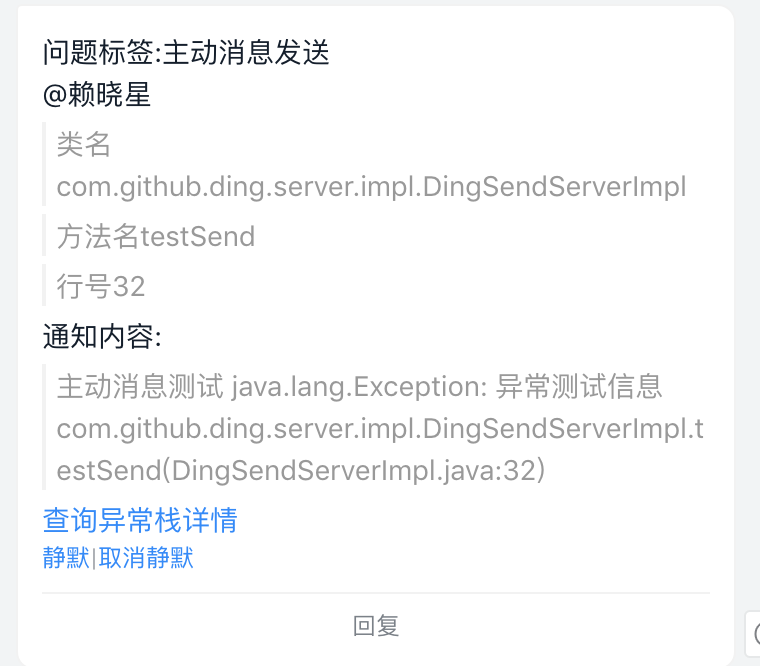 问题标签:主动消息发送
@赖晓星
类名
com.github.ding.server.impl.DingSendServerImpl
方法名testSend
行号32
通知内容:
主动消息测试 java.lang.Exception: 异常测试信息
com.github.ding.server.impl.DingSendServerImpl.t
estSend(DingSendServerImpl.java:32)
查询异常栈详情
静默|取消静默
回复